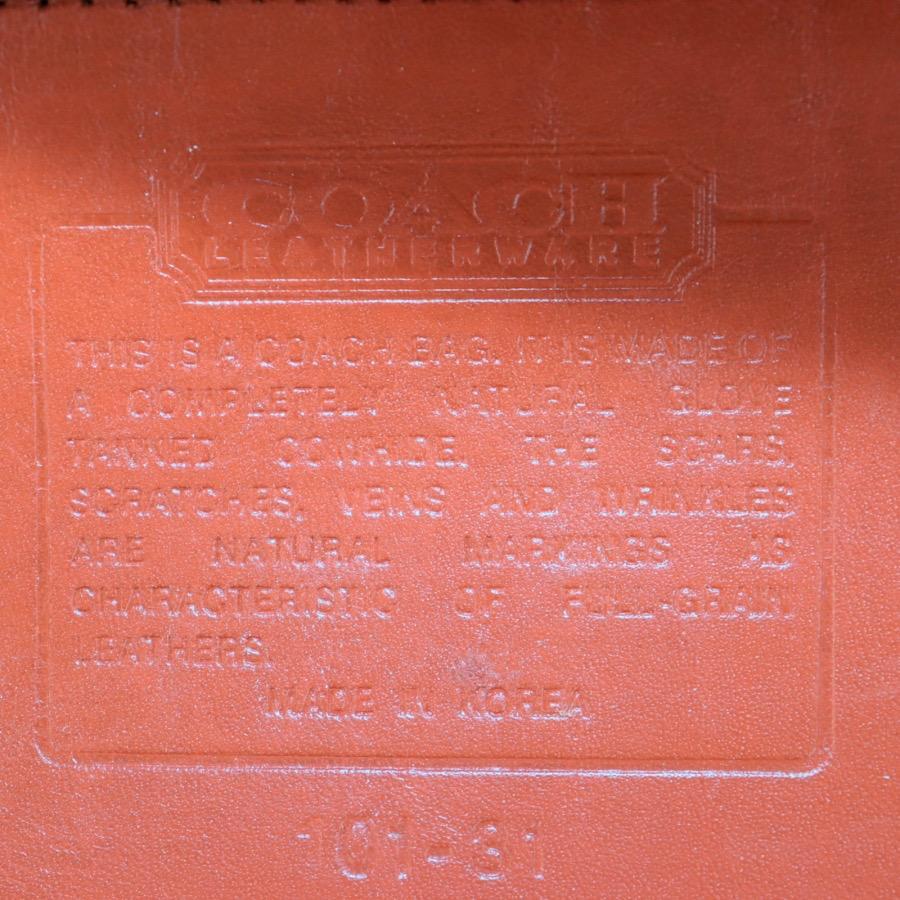 COACH
LEATHERWARE
THIS IS A COACH BAG. IT IS MADE OF
A COMPLETELY NATURAL GLOVE
TANNED COWHIDE. THE SCARS,
SCRATCHES, VEINS AND WRINKLES
ARE NATURAL MARKINGS AS
CHARACTERISTIC OF FULL-GRAIN
LEATHERS.
MADE IN KOREA
101-31